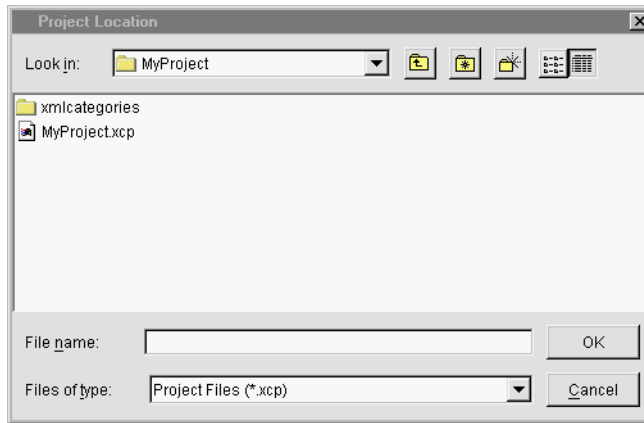 Project Location
Look in: MyProject
xmlcategories
MyProject.xcp
File name: OK
Files of type: Project Files (*.xcp) Cancel